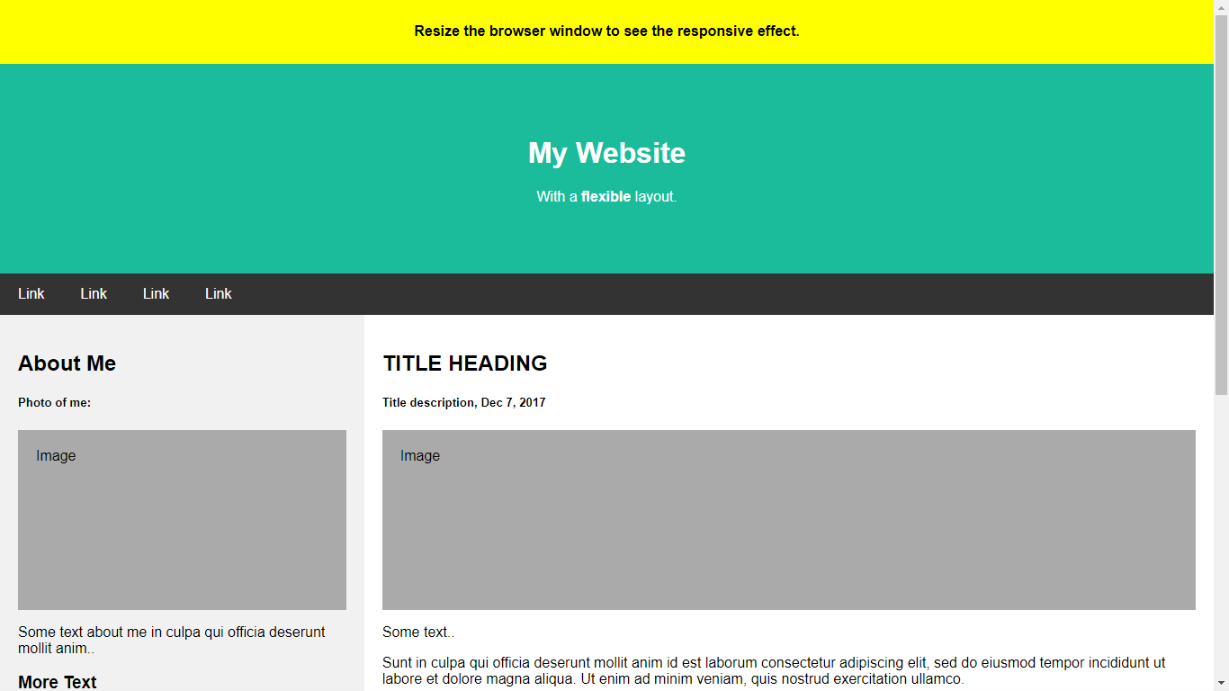 Resize the browser window to see the responsive effect.
My Website
With a flexible layout.
Link Link Link Link
About Me
Photo of me:
Image
Some text about me in culpa qui officia deserunt
mollit anim..
More Text
TITLE HEADING
Title description, Dec 7, 2017
Image
Some text..
Sunt in culpa qui officia deserunt mollit anim id est laborum consectetur adipiscing elit, sed do eiusmod tempor incididunt ut
labore et dolore magna aliqua. Ut enim ad minim veniam, quis nostrud exercitation ullamco.